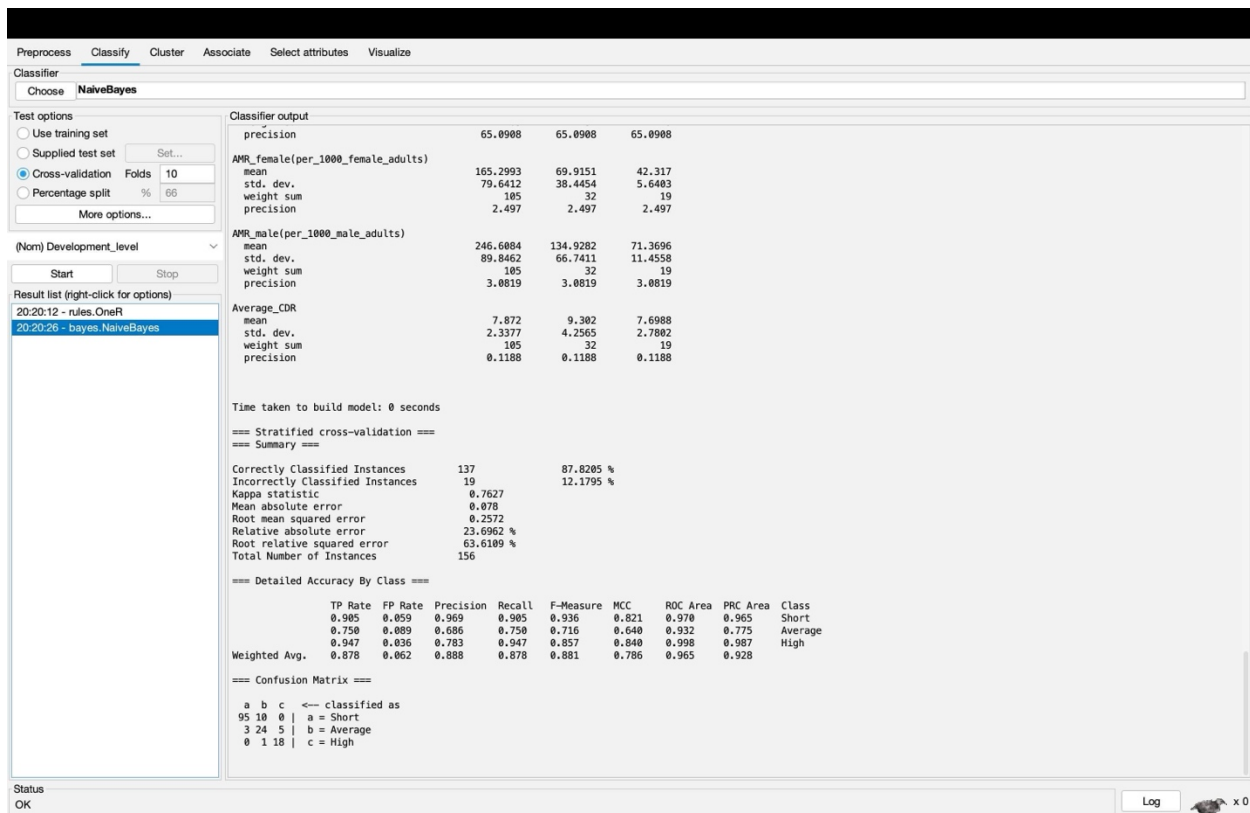 Preprocess Classify Cluster Associate Select attributes Visualize
Classifier
Choose NaiveBayes
Test options
Use training set
Supplied test set Set...
Cross-validation Folds 10
Percentage split % 66
More options...
(Nom) Development_level
Start Stop
Result list (right-click for options)
20:20:12 - rules.OneR
20:20:26 - bayes.NaiveBayes
Classifier output
precision 65.0908 65.0908 65.0908
AMR_female(per_1000_female_adults)
mean 165.2993 69.9151 42.317
std. dev. 79.6412 38.4454 5.6403
weight sum 105 32 19
precision 2.497 2.497 2.497
AMR_male(per_1000_male_adults)
mean 246.6084 134.9282 71.3696
std. dev. 89.8462 66.7411 11.4558
weight sum 105 32 19
precision 3.0819 3.0819 3.0819
Average_CDR
mean 7.872 9.302 7.6988
std. dev. 2.3377 4.2565 2.7802
weight sum 105 32 19
precision 0.1188 0.1188 0.1188
Time taken to build model: 0 seconds
=== Stratified cross-validation ===
=== Summary ===
Correctly Classified Instances 137 87.8205 %
Incorrectly Classified Instances 19 12.1795 %
Kappa statistic 0.7627
Mean absolute error 0.078
Root mean squared error 0.2572
Relative absolute error 23.6962 %
Root relative squared error 63.6109 %
Total Number of Instances 156
=== Detailed Accuracy By Class ===
TP Rate FP Rate Precision Recall F-Measure MCC ROC Area PRC Area Class
0.905 0.059 0.969 0.905 0.936 0.821 0.970 0.965 Short
0.750 0.089 0.686 0.750 0.716 0.640 0.932 0.775 Average
0.947 0.036 0.783 0.947 0.857 0.840 0.998 0.987 High
Weighted Avg. 0.878 0.062 0.888 0.878 0.881 0.786 0.965 0.928
=== Confusion Matrix ===
a b c <-- classified as
95 10 0 | a = Short
3 24 5 | b = Average
0 1 18 | c = High
Status
OK
Log x 0